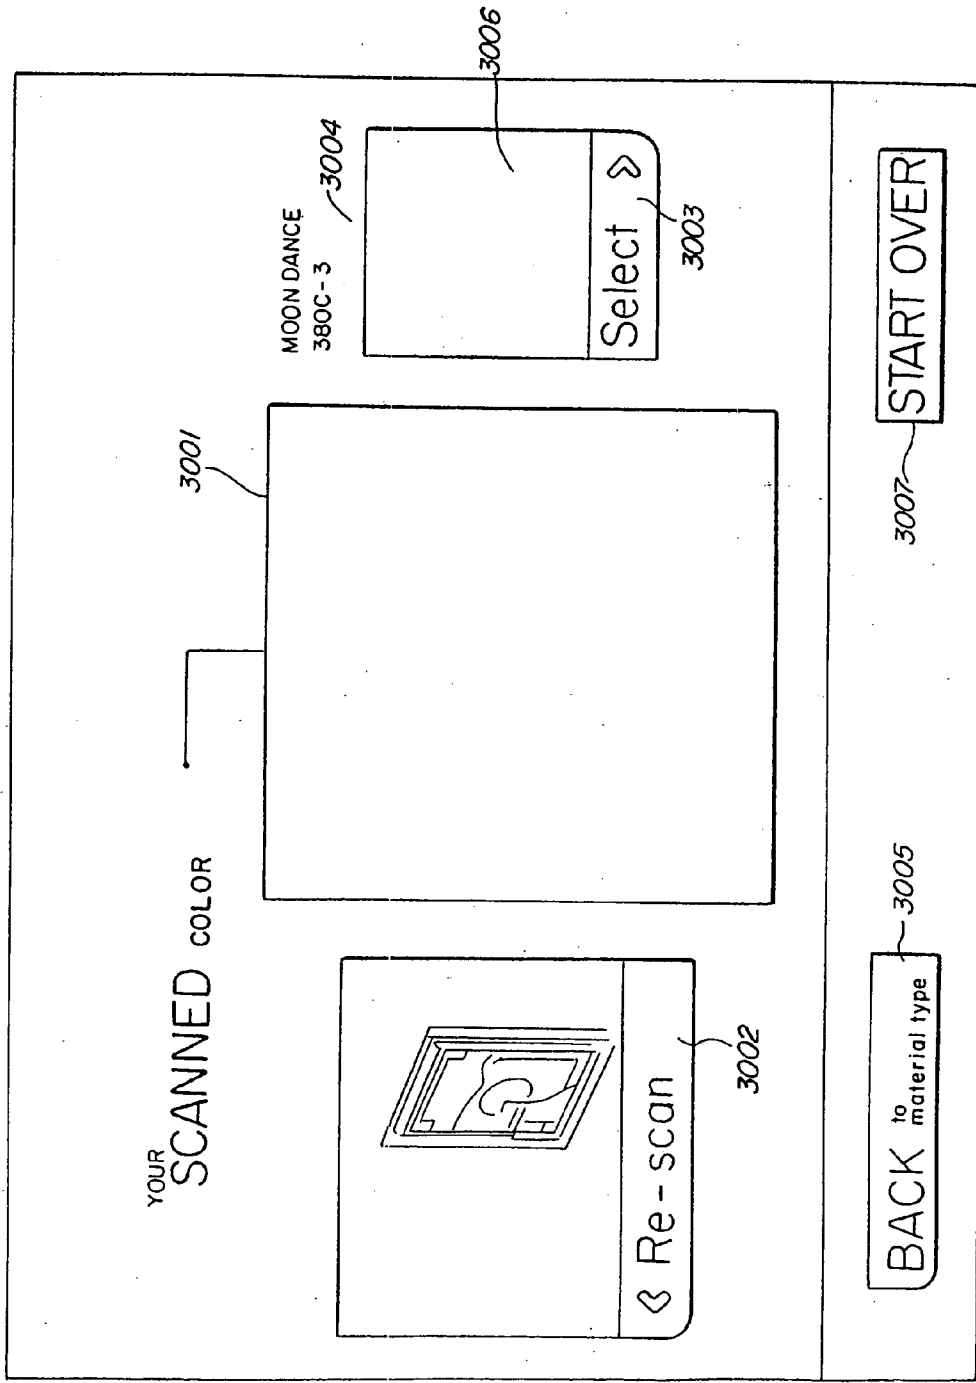 YOUR
SCANNED COLOR
3001
MOON DANCE
380C-3
3004
3006
Re-scan
3002
Select
3003
BACK to
material type
3005
3007
START OVER